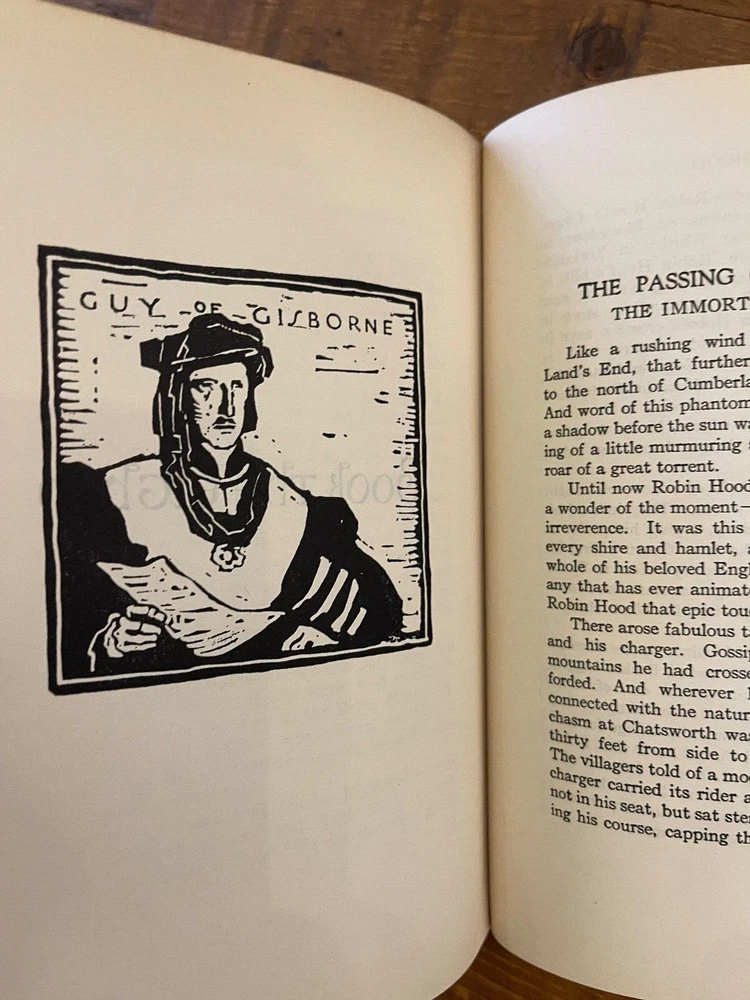 GUY OF GISBORNE
THE PASSING
THE IMMORT
Like a rushing wind
Land's End, that further
to the north of Cumberla
And word of this phantom
a shadow before the sun wa
ing of a little murmuring
roar of a great torrent.
Until now Robin Hood
a wonder of the moment—
irreverence. It was this
every shire and hamlet, a
whole of his beloved Engl
any that has ever animate
Robin Hood that epic tou
There arose fabulous t
and his charger. Gossip
mountains he had crosse
forded. And wherever
connected with the natur
chasm at Chatsworth was
thirty feet from side to
The villagers told of a mo
charger carried its rider a
not in his seat, but sat ste
ing his course, capping th